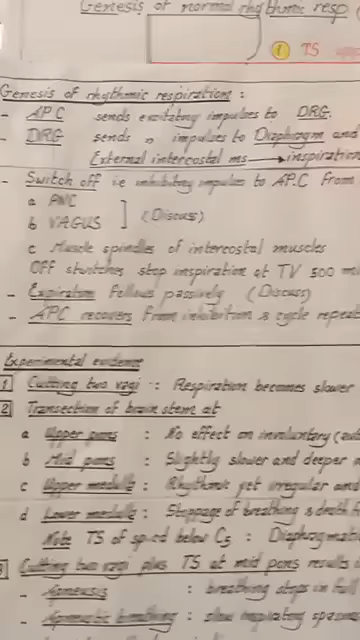 Genesis of normal rhythmic resp
1 TS
Genesis of rhythmic respiration :
- APC sends excitatory impulses to DRG.
- DRG sends " impulses to Diaphragm and
External intercostal ms → inspiration
- Switch off i.e inhibitory impulses to APC from
a PNC
b VAGUS ] (Discuss)
c Muscle spindles of intercostal muscles
OFF switches stop inspiration at TV 500 ml
- Expiration follows passively (Discuss)
- APC recovers from inhibition & cycle repeat
Experimental evidence
1 Cutting two vagi : Respiration becomes slower
2 Transection of brain stem at
a Upper pons : No effect on involuntary
b Mid pons : Slightly slower and deeper
c Upper medulla : Rhythmic yet irregular and
d Lower medulla : Stoppage of breathing & death
Note TS of sp.cd below C5 : Diaphragmatic
Cutting two vagi plus TS at mid pons results
- Apneusis : breathing stops in full
- Apneustic breathing : slow inspiratory spasms